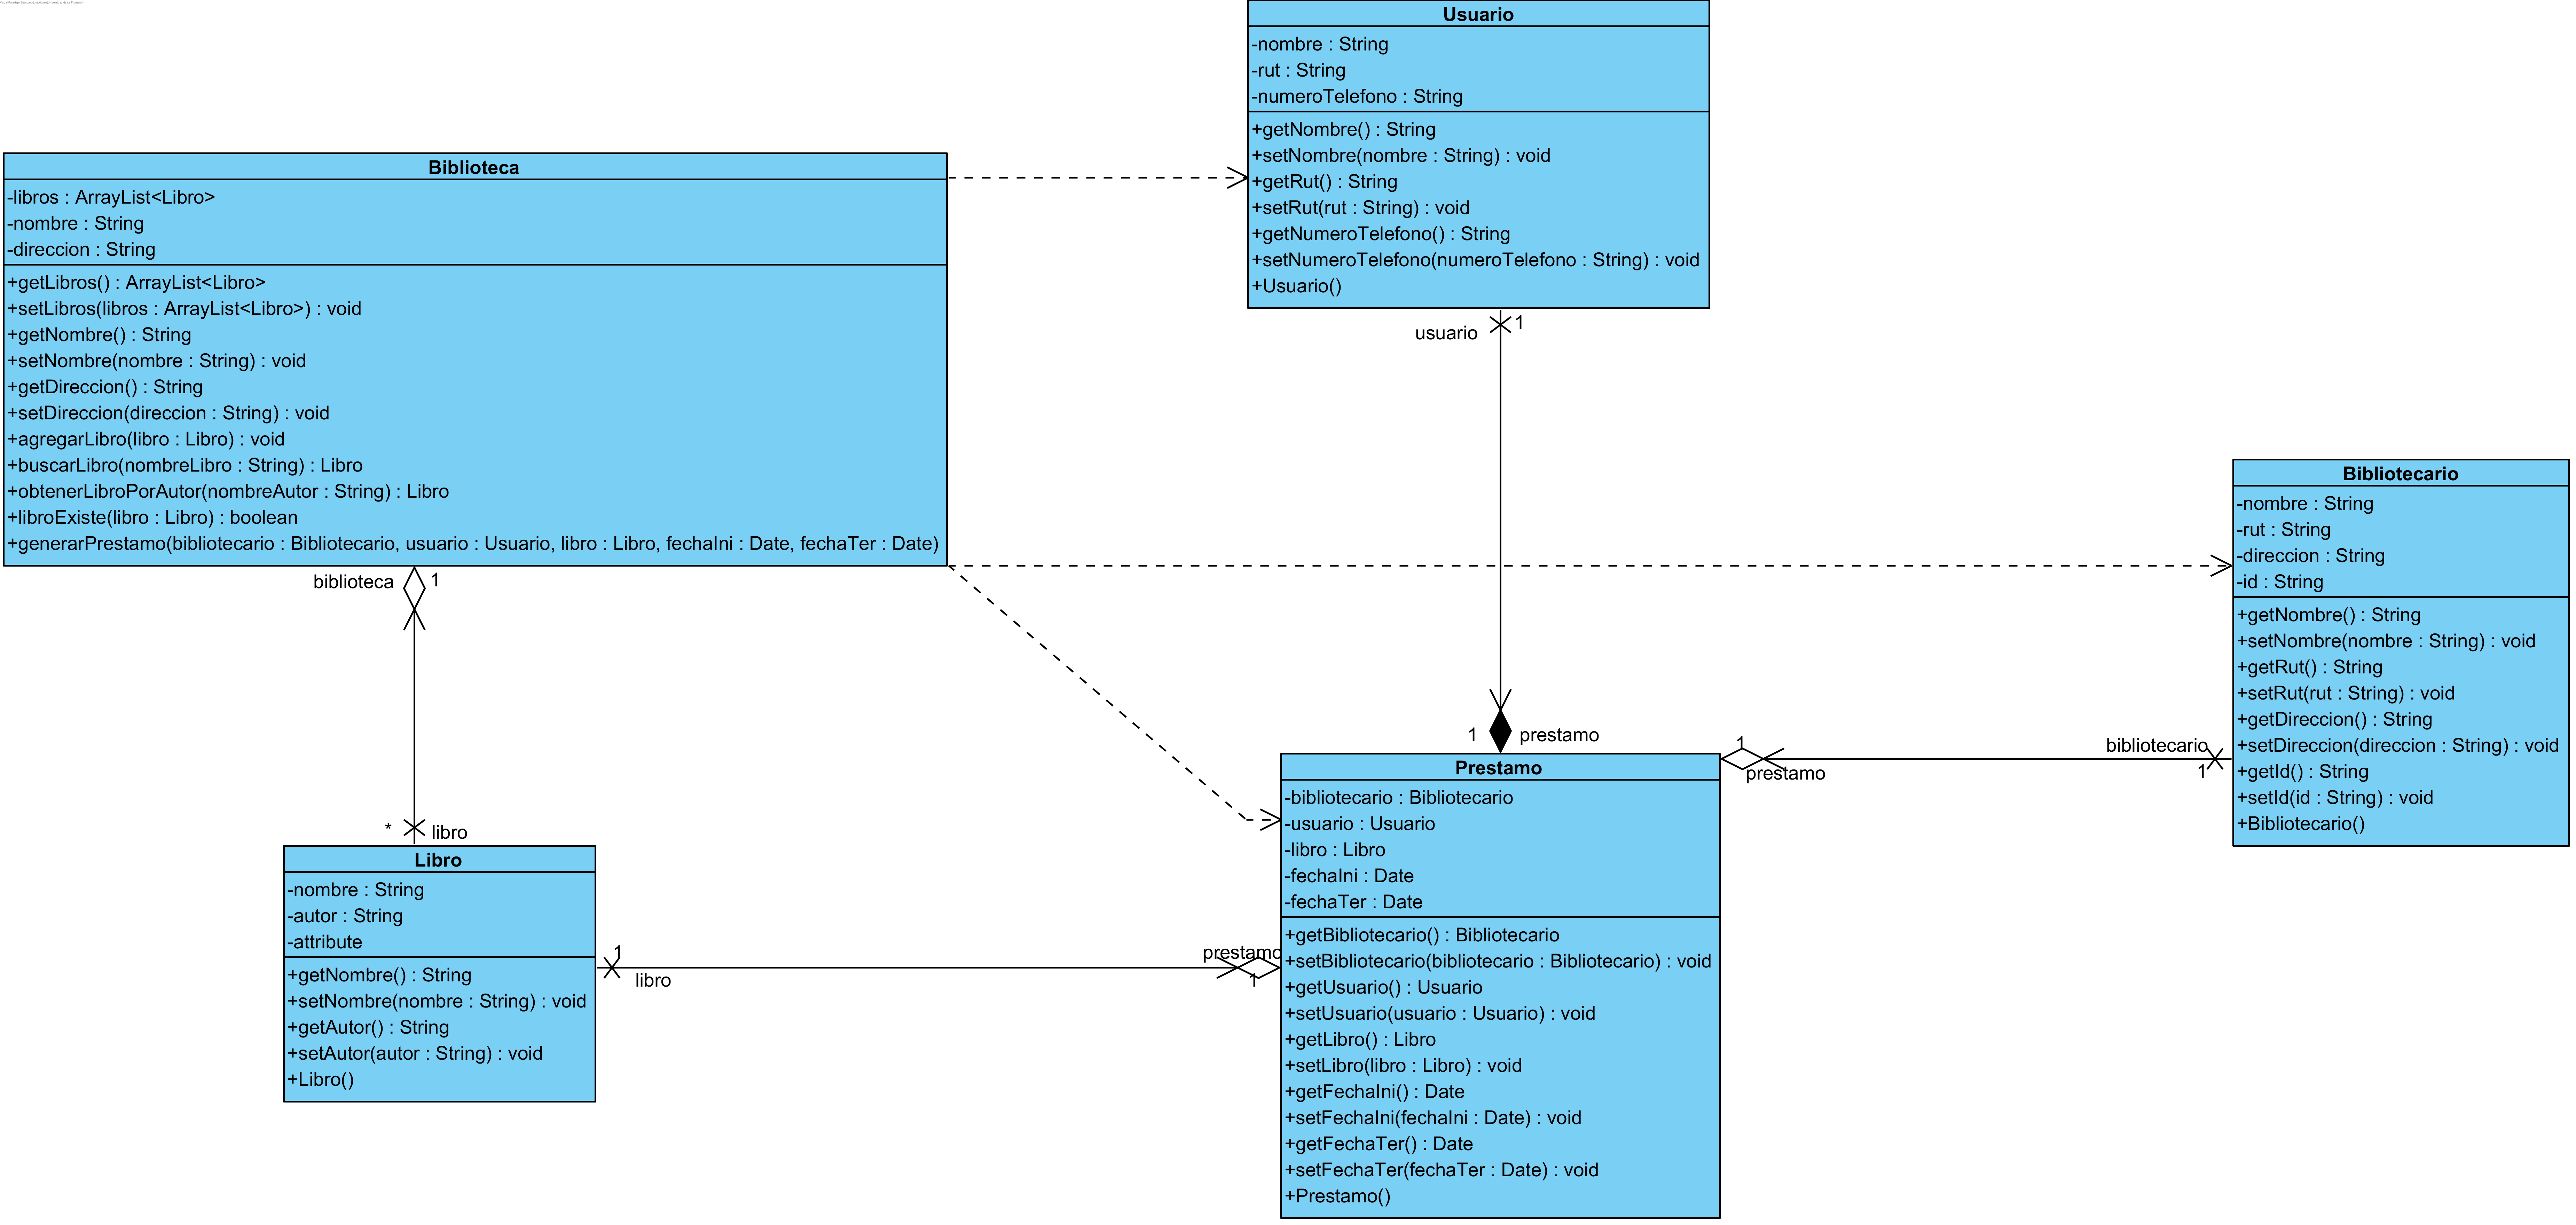 Usuario
-nombre : String
-rut : String
-numeroTelefono : String
+getNombre() : String
+setNombre(nombre : String) : void
+getRut() : String
+setRut(rut : String) : void
+getNumeroTelefono() : String
+setNumeroTelefono(numeroTelefono : String) : void
+Usuario()
Biblioteca
-libros : ArrayList<Libro>
-nombre : String
-direccion : String
+getLibros() : ArrayList<Libro>
+setLibros(libros : ArrayList<Libro>) : void
+getNombre() : String
+setNombre(nombre : String) : void
+getDireccion() : String
+setDireccion(direccion : String) : void
+agregarLibro(libro : Libro) : void
+buscarLibro(nombreLibro : String) : Libro
+obtenerLibroPorAutor(nombreAutor : String) : Libro
+libroExiste(libro : Libro) : boolean
+generarPrestamo(bibliotecario : Bibliotecario, usuario : Usuario, libro : Libro, fechaIni : Date, fechaTer : Date)
usuario
1
biblioteca
1
Bibliotecario
-nombre : String
-rut : String
-direccion : String
-id : String
+getNombre() : String
+setNombre(nombre : String) : void
+getRut() : String
+setRut(rut : String) : void
+getDireccion() : String
+setDireccion(direccion : String) : void
+getId() : String
+setId(id : String) : void
+Bibliotecario()
1
prestamo
1
prestamo
bibliotecario
1
*
libro
Libro
-nombre : String
-autor : String
-attribute
+getNombre() : String
+setNombre(nombre : String) : void
+getAutor() : String
+setAutor(autor : String) : void
+Libro()
1
libro
prestamo
1
Prestamo
-bibliotecario : Bibliotecario
-usuario : Usuario
-libro : Libro
-fechaIni : Date
-fechaTer : Date
+getBibliotecario() : Bibliotecario
+setBibliotecario(bibliotecario : Bibliotecario) : void
+getUsuario() : Usuario
+setUsuario(usuario : Usuario) : void
+getLibro() : Libro
+setLibro(libro : Libro) : void
+getFechaIni() : Date
+setFechaIni(fechaIni : Date) : void
+getFechaTer() : Date
+setFechaTer(fechaTer : Date) : void
+Prestamo()